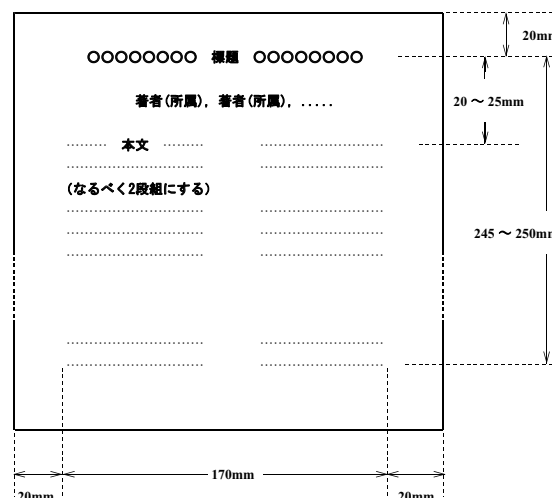 20mm
○○○○○○○○ 標題 ○○○○○○○○
著者(所属), 著者(所属), .....
20 ～ 25mm
......... 本文 .........
(なるべく2段組にする)
245 ～ 250mm
170mm
20mm
20mm